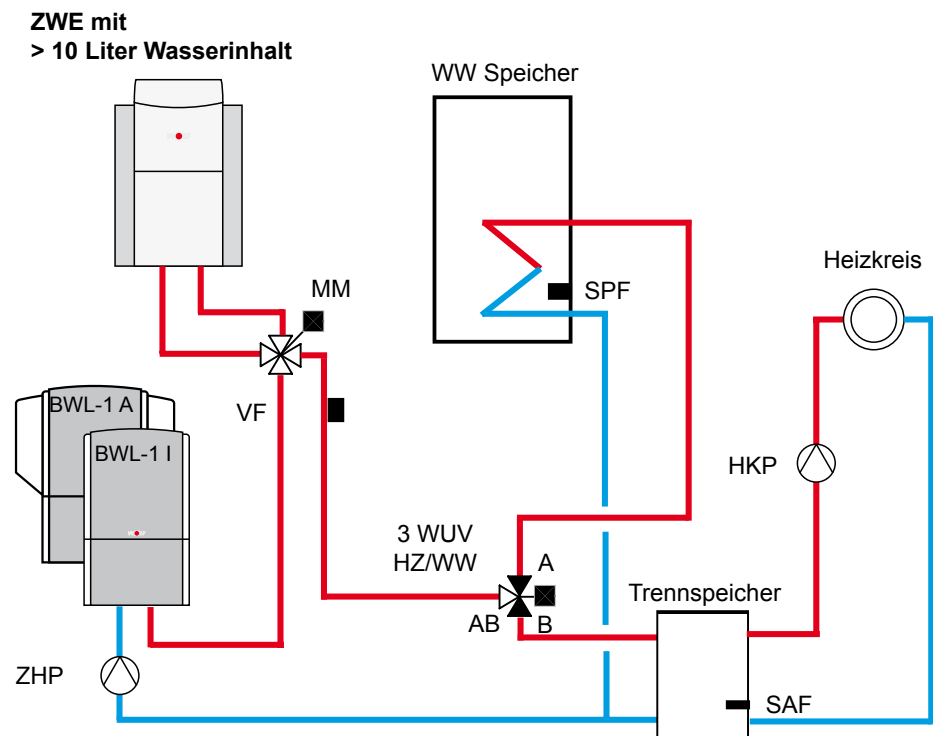 ZWE mit
> 10 Liter Wasserinhalt
WW Speicher
MM
SPF
Heizkreis
BWL-1 A
VF
BWL-1 I
HKP
3 WUV
HZ/WW
A
Trennspeicher
AB
B
ZHP
SAF